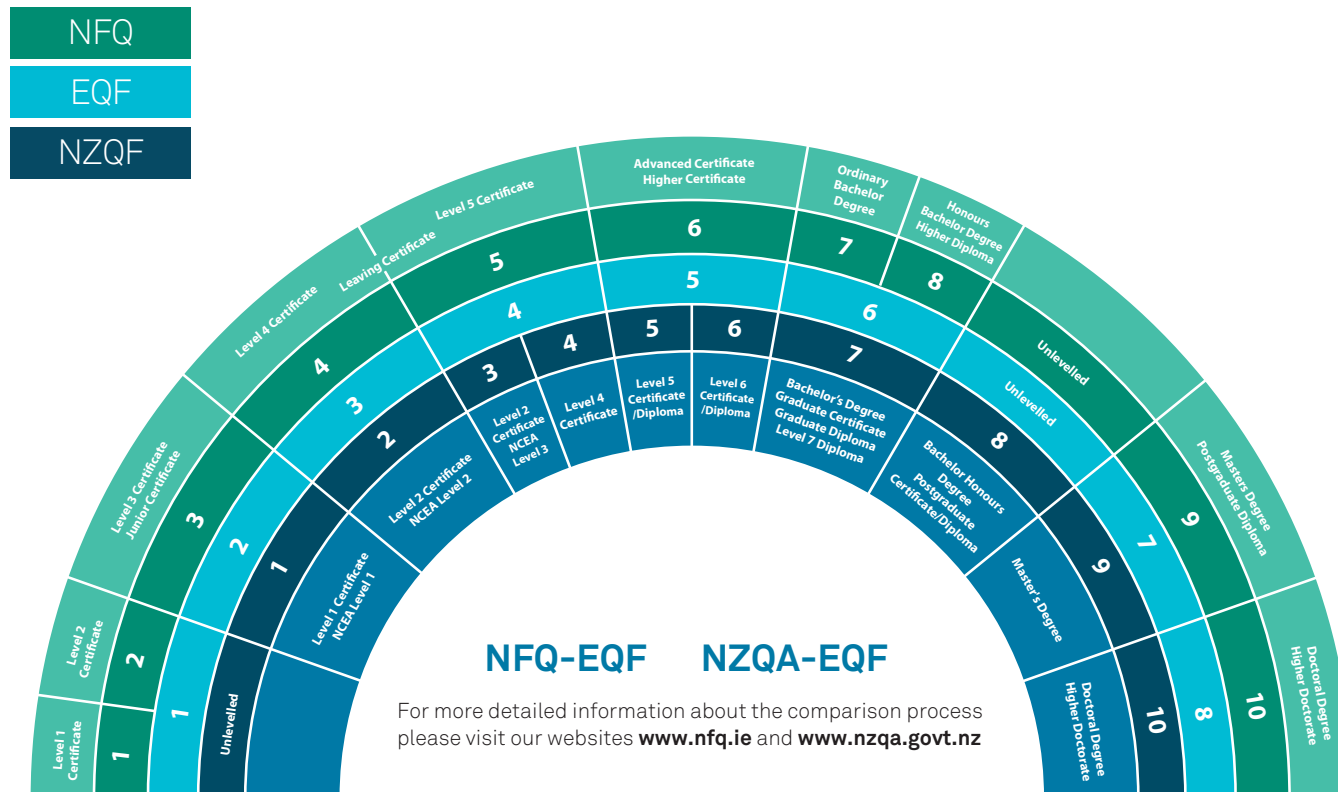 NFQ
EQF
NZQF
Level 1
Certificate
Level 2
Certificate
Level 3 Certificate
Junior Certificate
Level 4 Certificate
Leaving Certificate
Level 5 Certificate
Advanced Certificate
Higher Certificate
Ordinary
Bachelor
Degree
Honours
Bachelor Degree
Higher Diploma
Masters Degree
Postgraduate Diploma
Doctoral Degree
Higher Doctorate
1
2
3
4
5
6
7
8
Unlevelled
9
10
1
2
3
4
5
6
Unlevelled
7
8
Unlevelled
1
2
3
4
5
6
7
8
9
10
Level 1 Certificate
NCEA Level 1
Level 2 Certificate
NCEA Level 2
Level 2
Certificate
NCEA
Level 3
Level 4
Certificate
Level 5
Certificate
/Diploma
Level 6
Certificate
/Diploma
Bachelor's Degree
Graduate Certificate
Graduate Diploma
Level 7 Diploma
Bachelor Honours
Degree
Postgraduate
Certificate/Diploma
Master's Degree
Doctoral Degree
Higher Doctorate
NFQ-EQF NZQA-EQF
For more detailed information about the comparison process
please visit our websites www.nfq.ie and www.nzqa.govt.nz